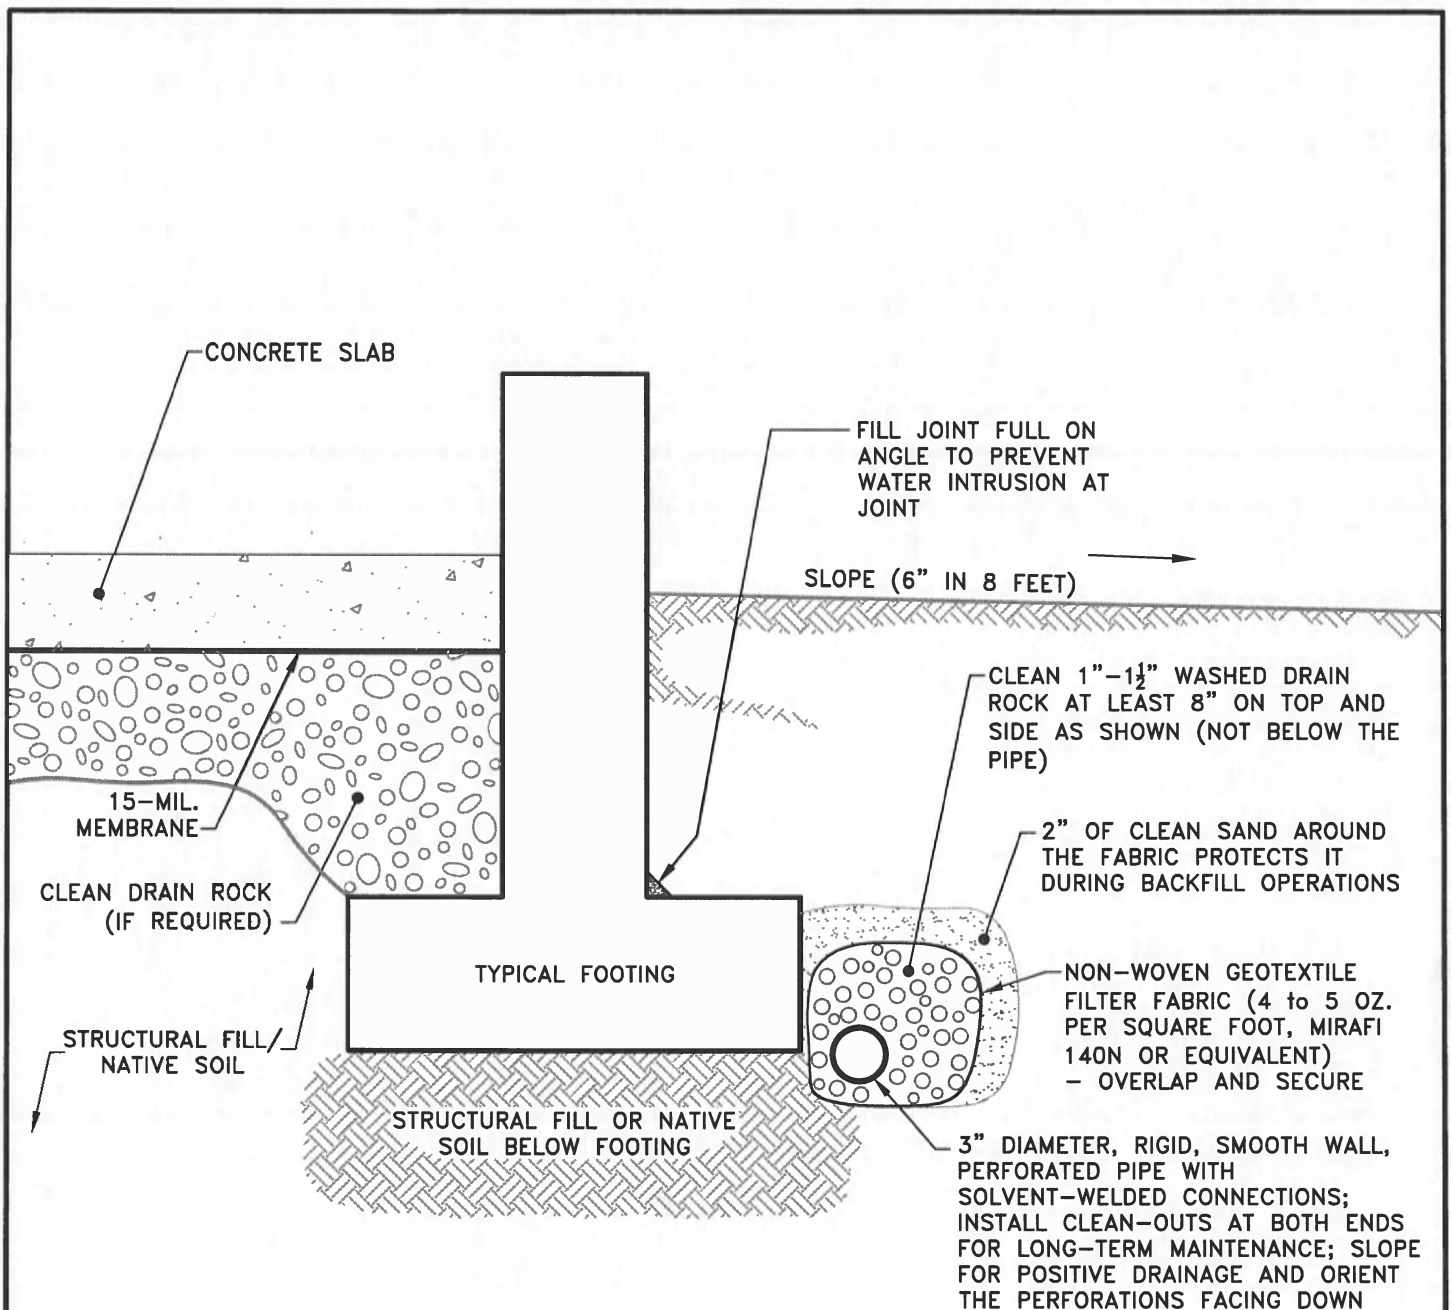 CONCRETE SLAB
FILL JOINT FULL ON
ANGLE TO PREVENT
WATER INTRUSION AT
JOINT
SLOPE (6” IN 8 FEET)
CLEAN 1”-1½” WASHED DRAIN
ROCK AT LEAST 8” ON TOP AND
SIDE AS SHOWN (NOT BELOW THE
PIPE)
15-MIL.
MEMBRANE
2” OF CLEAN SAND AROUND
THE FABRIC PROTECTS IT
DURING BACKFILL OPERATIONS
CLEAN DRAIN ROCK
(IF REQUIRED)
TYPICAL FOOTING
NON-WOVEN GEOTEXTILE
FILTER FABRIC (4 to 5 OZ.
PER SQUARE FOOT, MIRAFI
140N OR EQUIVALENT)
- OVERLAP AND SECURE
STRUCTURAL FILL/
NATIVE SOIL
STRUCTURAL FILL OR NATIVE
SOIL BELOW FOOTING
3” DIAMETER, RIGID, SMOOTH WALL,
PERFORATED PIPE WITH
SOLVENT-WELDED CONNECTIONS;
INSTALL CLEAN-OUTS AT BOTH ENDS
FOR LONG-TERM MAINTENANCE; SLOPE
FOR POSITIVE DRAINAGE AND ORIENT
THE PERFORATIONS FACING DOWN